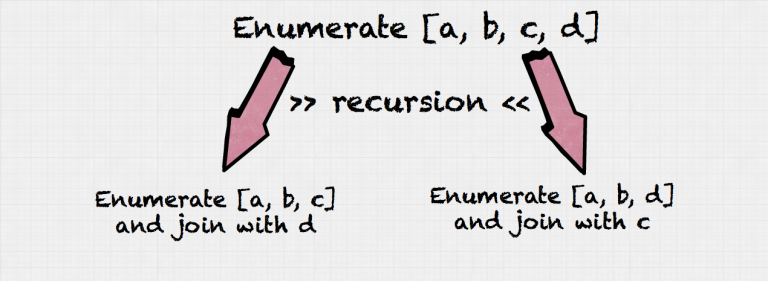 Enumerate [a, b, c, d]
>> recursion <<
Enumerate [a, b, c]
and join with d
Enumerate [a, b, d]
and join with c